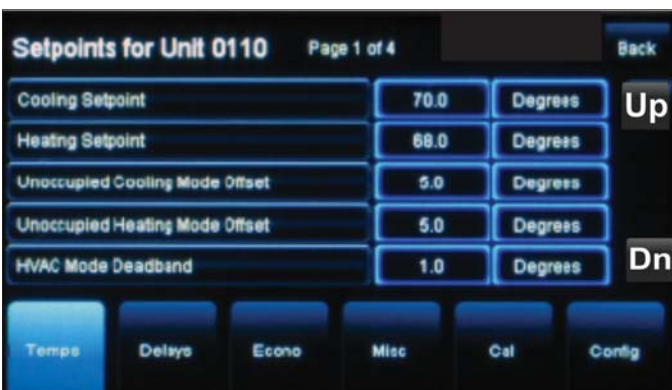 Setpoints for Unit 0110 Page 1 of 4 Back
Cooling Setpoint 70.0 Degrees Up
Heating Setpoint 68.0 Degrees
Unoccupied Cooling Mode Offset 5.0 Degrees
Unoccupied Heating Mode Offset 5.0 Degrees
HVAC Mode Deadband 1.0 Degrees Dn
Temps Delays Econo Misc Cal Config